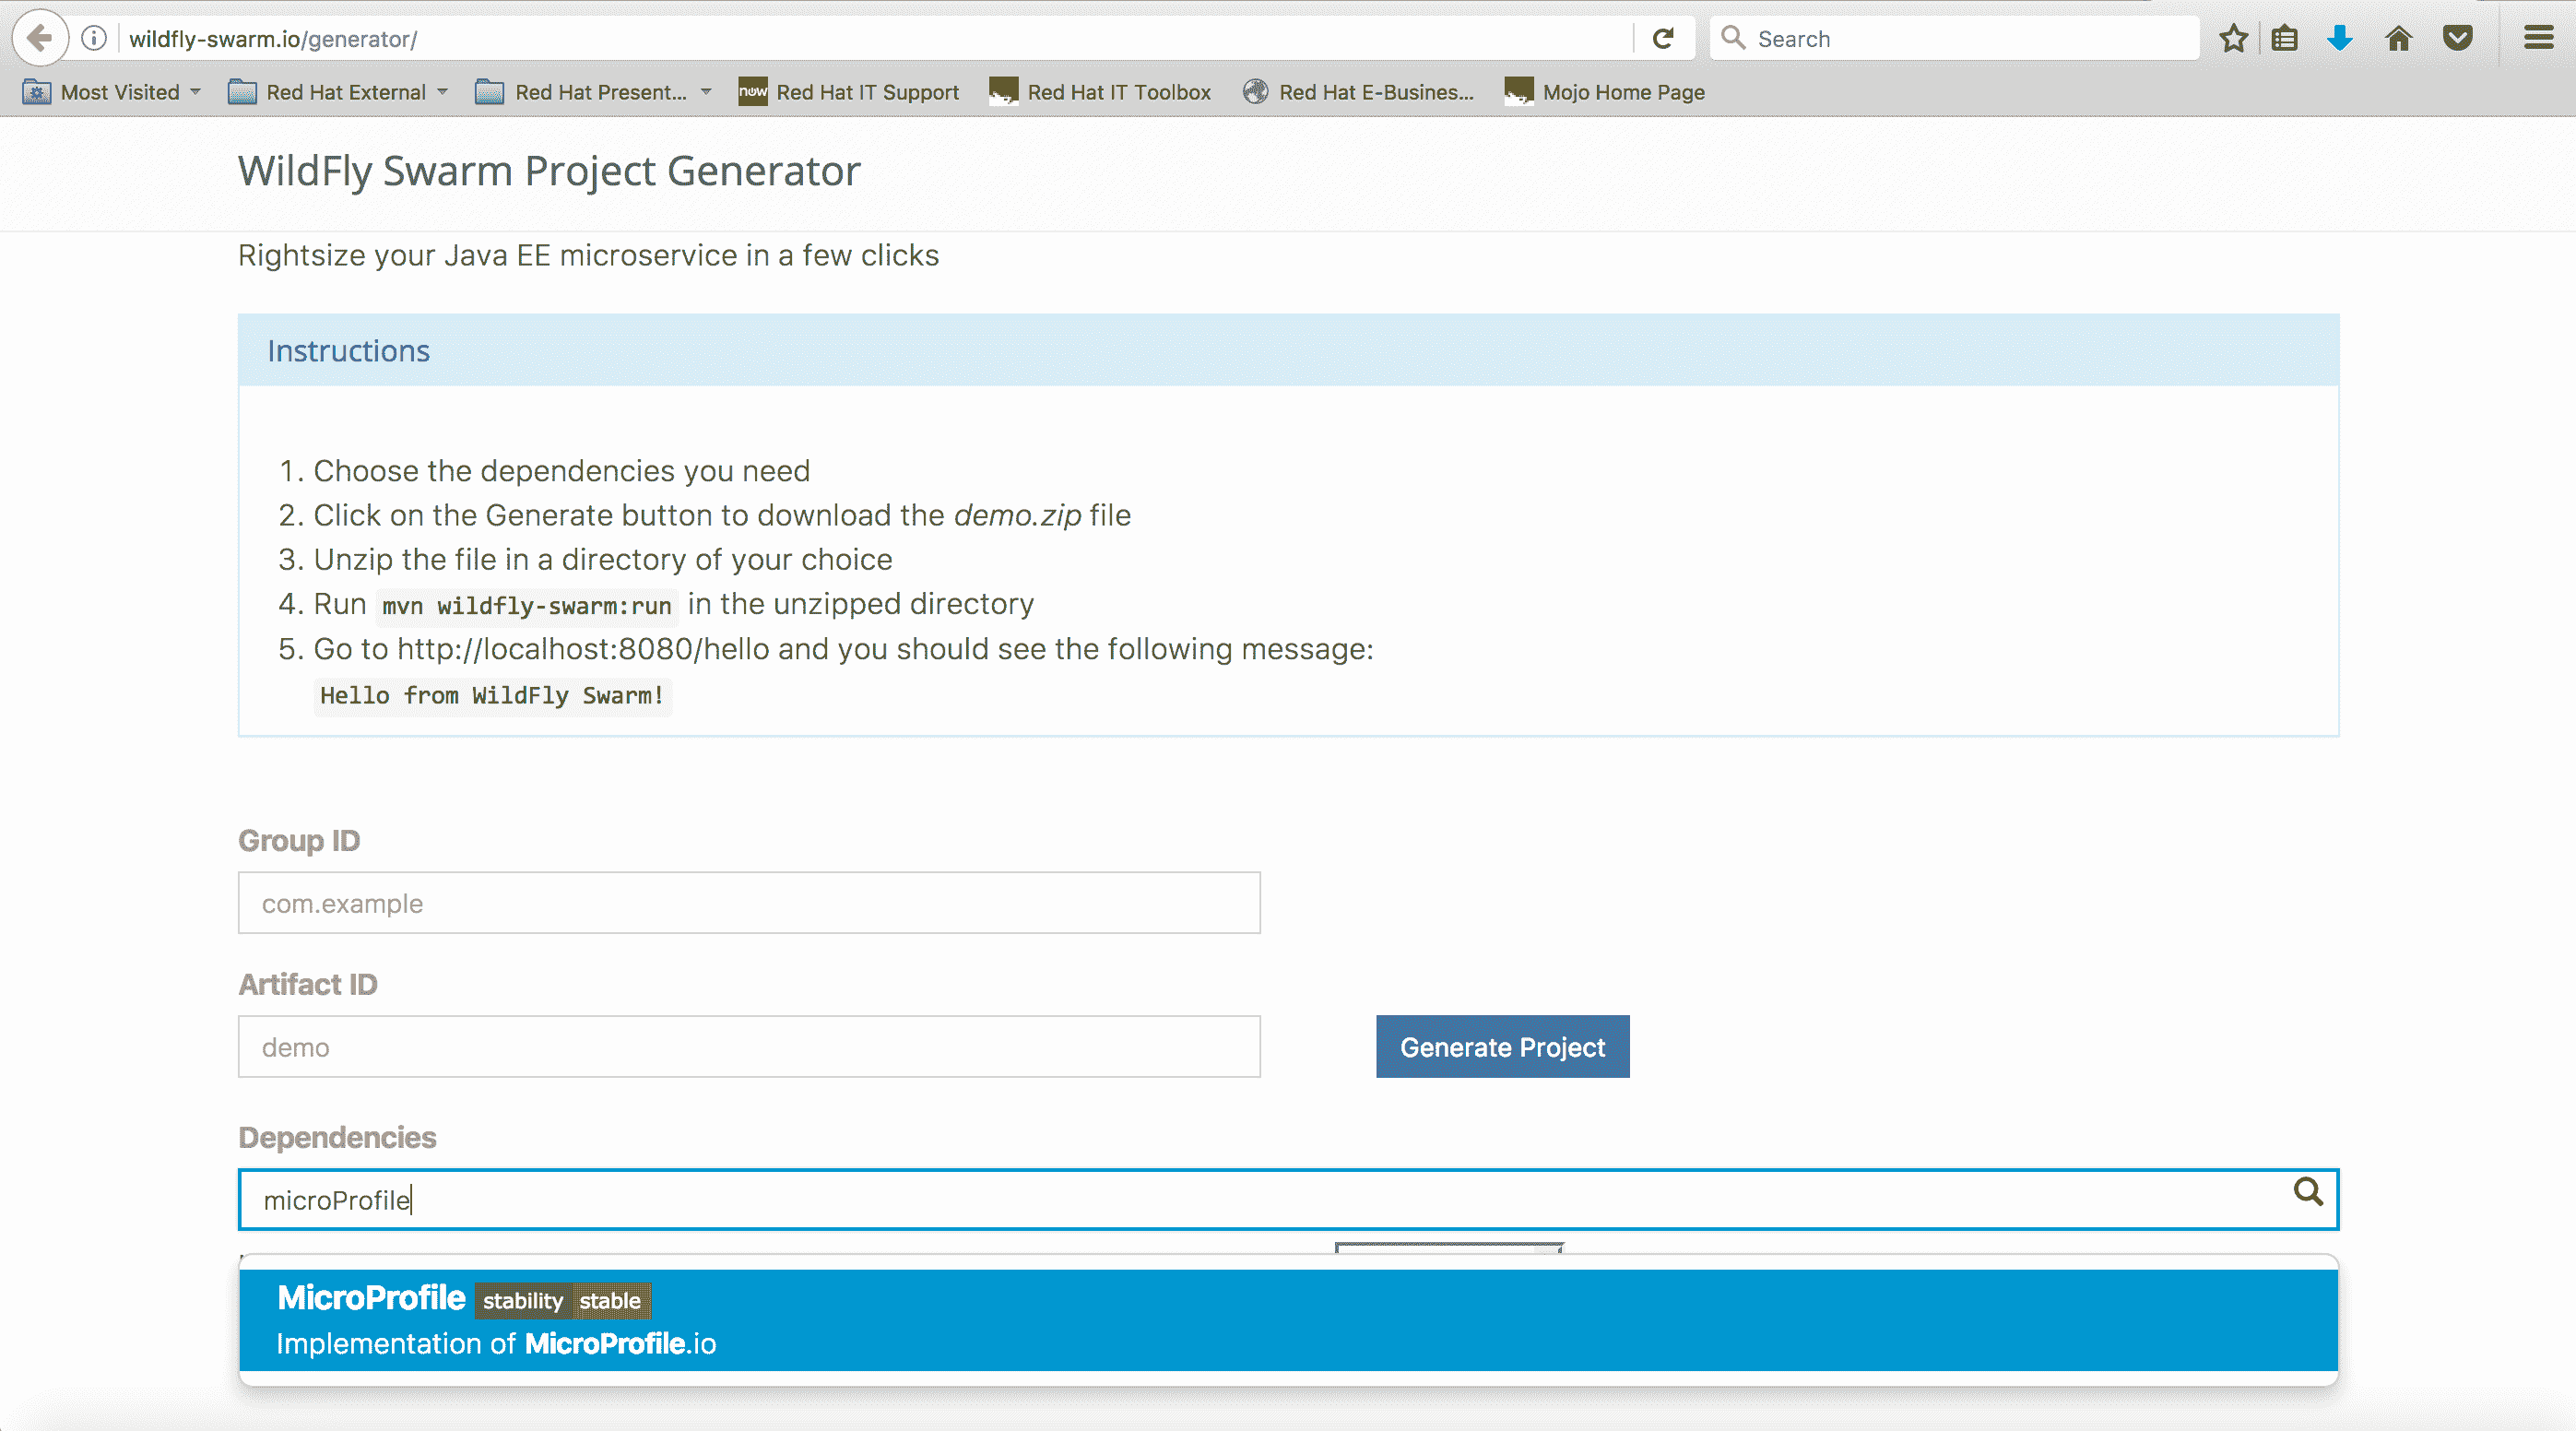 wildfly-swarm.io/generator/
Search
Most Visited
Red Hat External
Red Hat Present...
now
Red Hat IT Support
Red Hat IT Toolbox
Red Hat E-Busines...
Mojo Home Page
WildFly Swarm Project Generator
Rightsize your Java EE microservice in a few clicks
Instructions
1. Choose the dependencies you need
2. Click on the Generate button to download the demo.zip file
3. Unzip the file in a directory of your choice
4. Run mvn wildfly-swarm:run in the unzipped directory
5. Go to http://localhost:8080/hello and you should see the following message:
Hello from WildFly Swarm!
Group ID
com.example
Artifact ID
demo
Generate Project
Dependencies
microProfile
MicroProfile stability stable
Implementation of MicroProfile.io